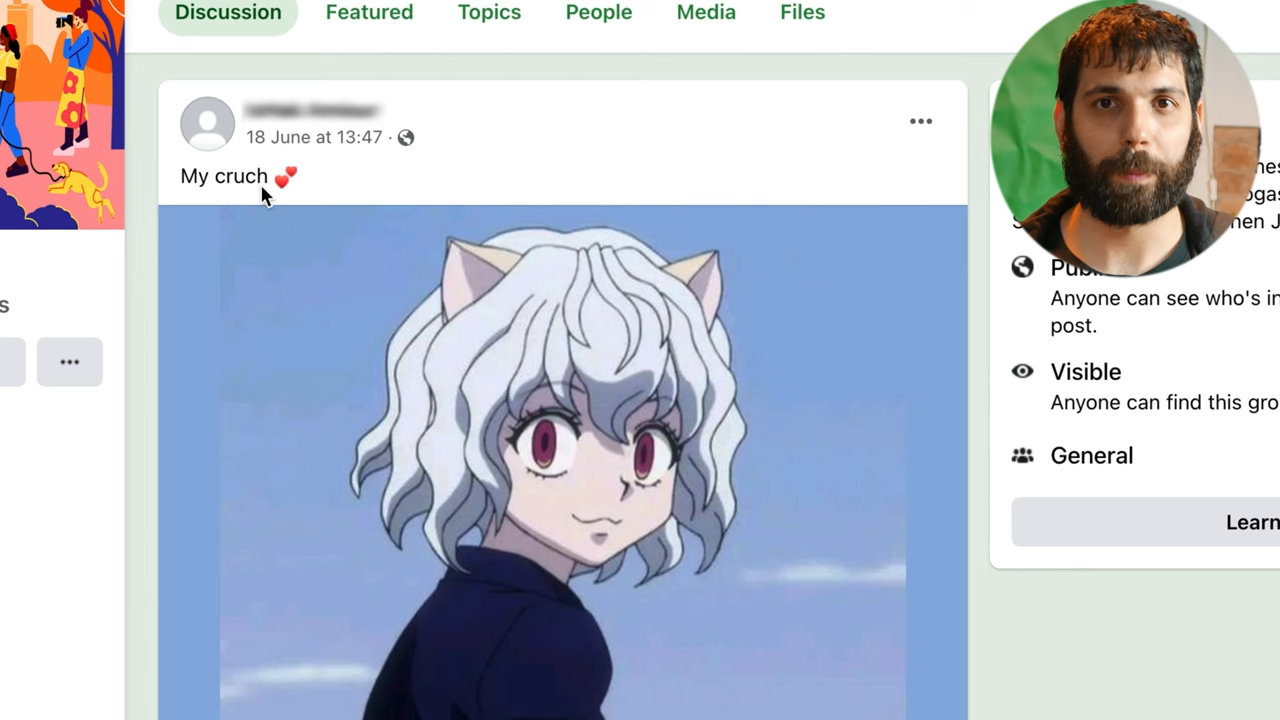 Discussion Featured Topics People Media Files
18 June at 13:47 ·
My cruch 💕
s
Anyone can see who's in
post.
Visible
Anyone can find this gro
General
Learn